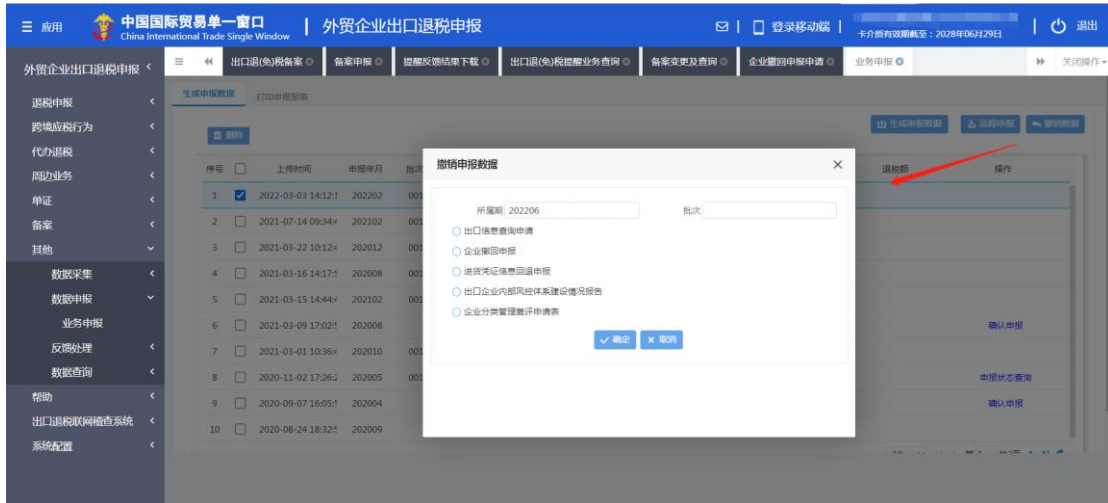 应用
中国国际贸易单一窗口
China International Trade Single Window
外贸企业出口退税申报
登录移动端
卡介质有效期截至：2028年06月29日
退出
外贸企业出口退税申报
出口退(免)税备案
备案申报
提醒反馈结果下载
出口退(免)税提醒业务查询
备案变更及查询
企业撤回申报申请
业务申报
关闭操作
退税申报
跨境应税行为
代办退税
周边业务
单证
备案
其他
数据采集
数据申报
业务申报
反馈处理
数据查询
帮助
出口退税联网稽查系统
系统配置
生成申报数据
打印申报报表
删除
生成申报数据
远程申报
撤销数据
序号 上传时间 申报年月 批次 退税额 操作
1 2022-03-03 14:12:1 202202 001
2 2021-07-14 09:34: 202102 001
3 2021-03-22 10:12: 202012 001
4 2021-03-16 14:17: 202008 001
5 2021-03-15 14:44: 202102 001
6 2021-03-09 17:02: 202008 确认申报
7 2021-03-01 10:36: 202010 001
8 2020-11-02 17:26: 202005 001 申报状态查询
9 2020-09-07 16:05: 202004 确认申报
10 2020-08-24 18:32: 202009
撤销申报数据
所属期 202206 批次
出口信息查询申请
企业撤回申报
进货凭证信息回退申报
出口企业内部风控体系建设情况报告
企业分类管理复评申请表
确定
取消